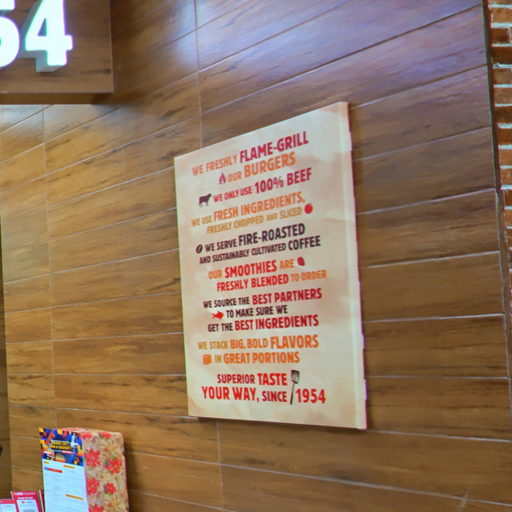 54
WE FRESHLY FLAME-GRILL
OUR BURGERS
WE ONLY USE 100% BEEF
WE USE FRESH INGREDIENTS,
FRESHLY CHOPPED AND SLICED
WE SERVE FIRE-ROASTED
AND SUSTAINABLY CULTIVATED COFFEE
OUR SMOOTHIES ARE
FRESHLY BLENDED TO ORDER
WE SOURCE THE BEST PARTNERS
TO MAKE SURE WE
GET THE BEST INGREDIENTS
WE STACK BIG, BOLD FLAVORS
IN GREAT PORTIONS
SUPERIOR TASTE
YOUR WAY, SINCE 1954